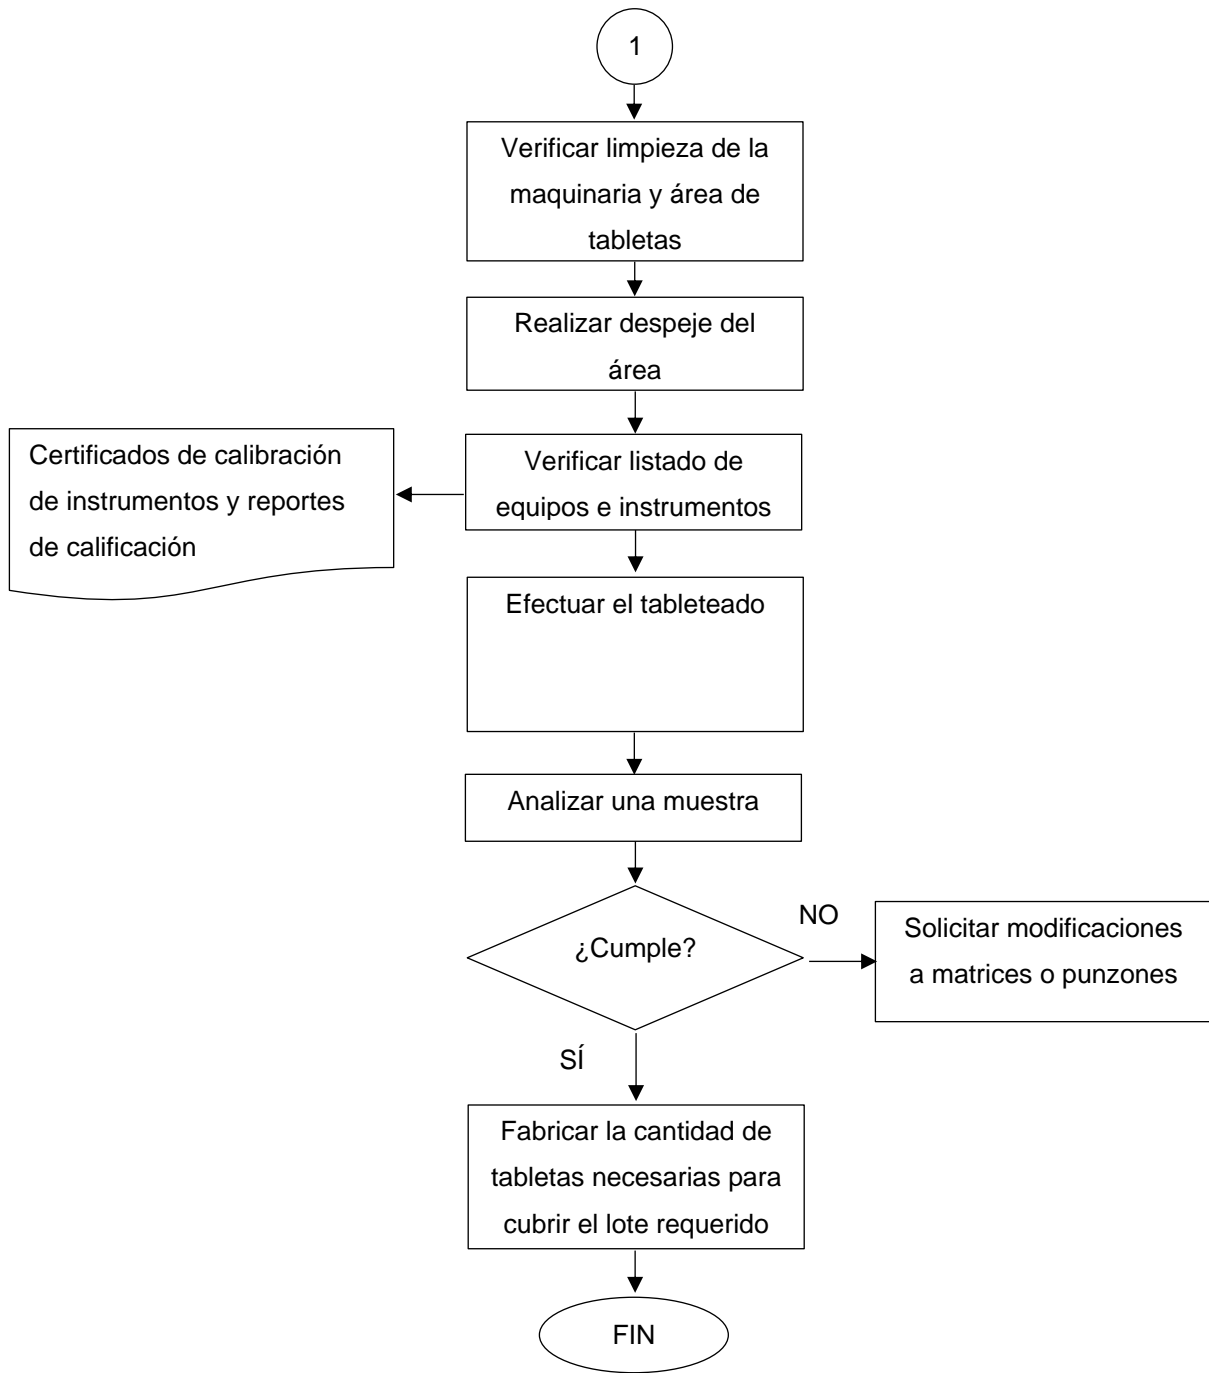 1
Verificar limpieza de la
maquinaria y área de
tabletas
Realizar despeje del
área
Certificados de calibración
de instrumentos y reportes
de calificación
Verificar listado de
equipos e instrumentos
Efectuar el tableteado
Analizar una muestra
¿Cumple?
NO
Solicitar modificaciones
a matrices o punzones
SÍ
Fabricar la cantidad de
tabletas necesarias para
cubrir el lote requerido
FIN